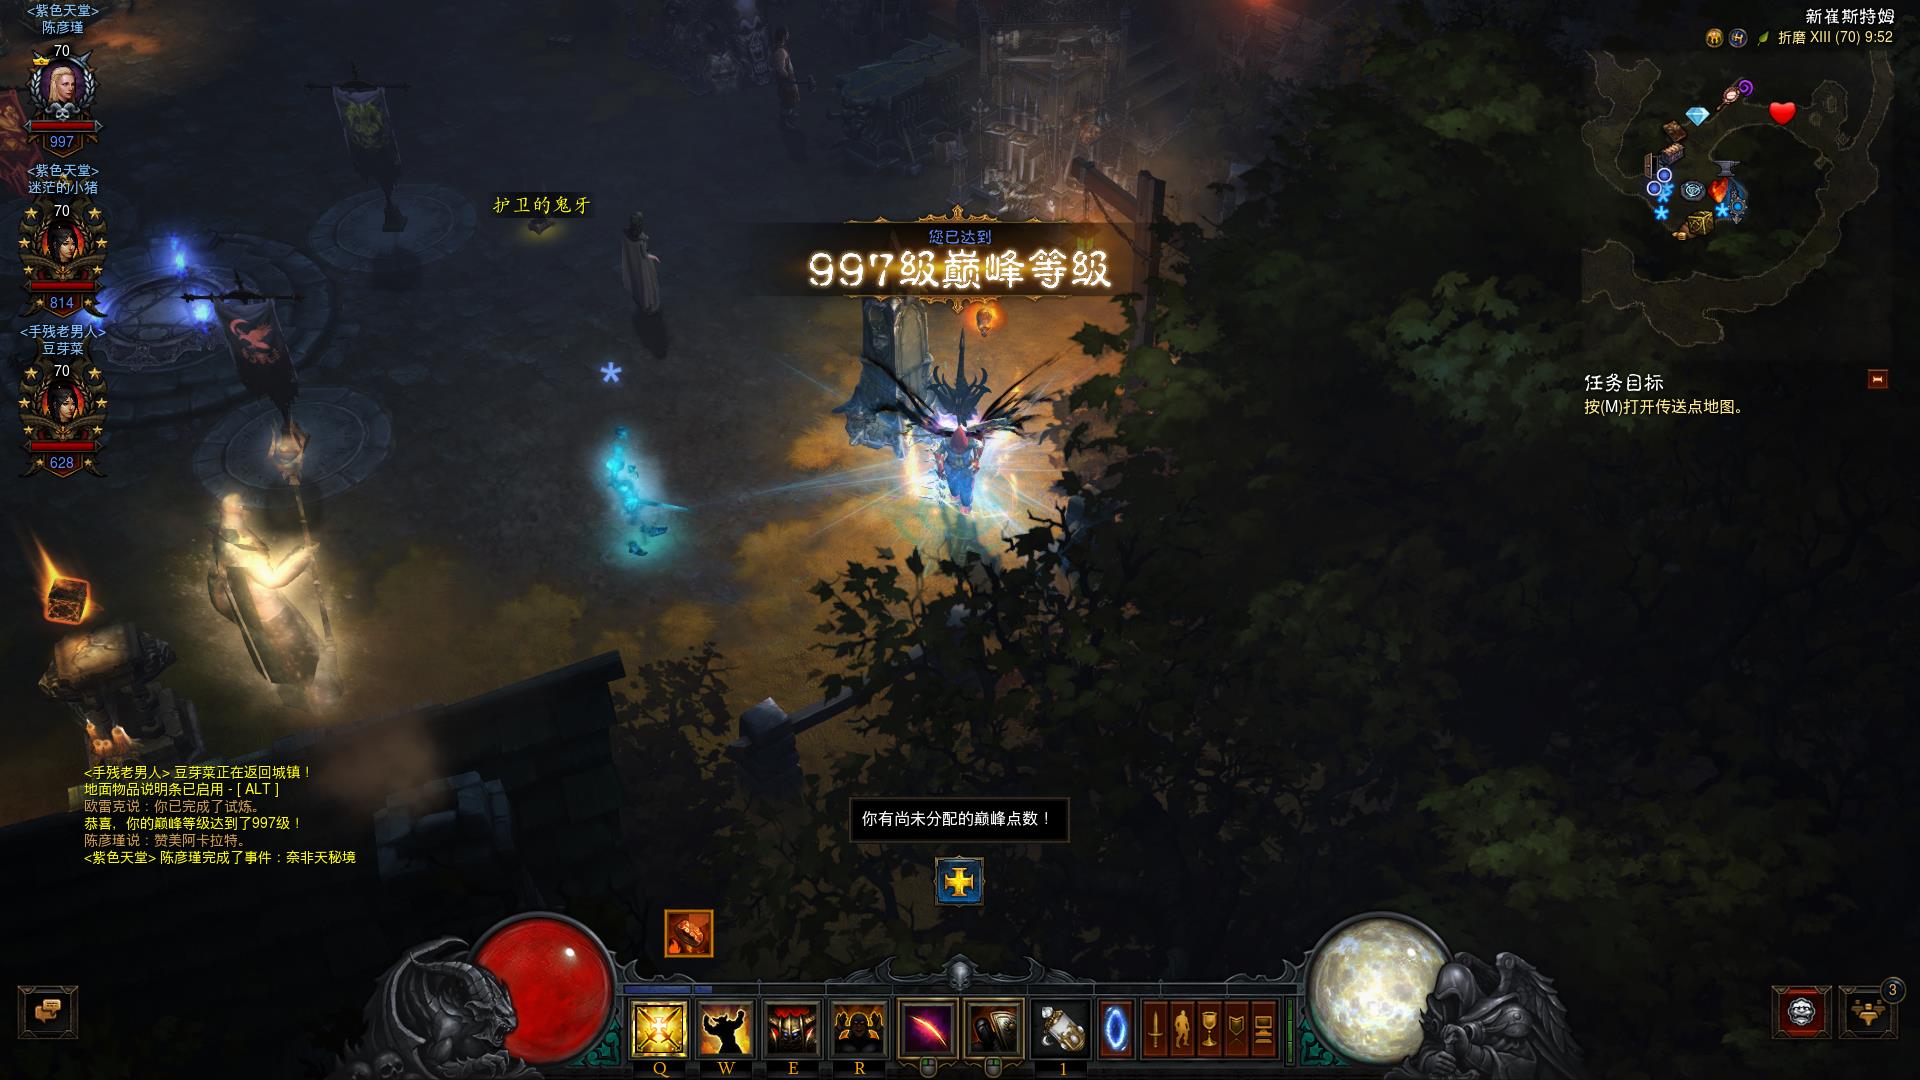 <紫色天堂>
陈彦瑾
70
997
<紫色天堂>
迷茫的小猪
70
814
<手残老男人>
豆芽菜
70
628
护卫的鬼牙
您已达到
997级巅峰等级
新崔斯特姆
折磨 XIII (70) 9:52
任务目标
按(M)打开传送点地图。
<手残老男人> 豆芽菜正在返回城镇！
地面物品说明条已启用 - [ ALT ]
欧雷克说：你已完成了试炼。
恭喜，你的巅峰等级达到了997级！
陈彦瑾说：赞美阿卡拉特。
<紫色天堂> 陈彦瑾完成了事件：奈非天秘境
你有尚未分配的巅峰点数！
Q W E R 1
3